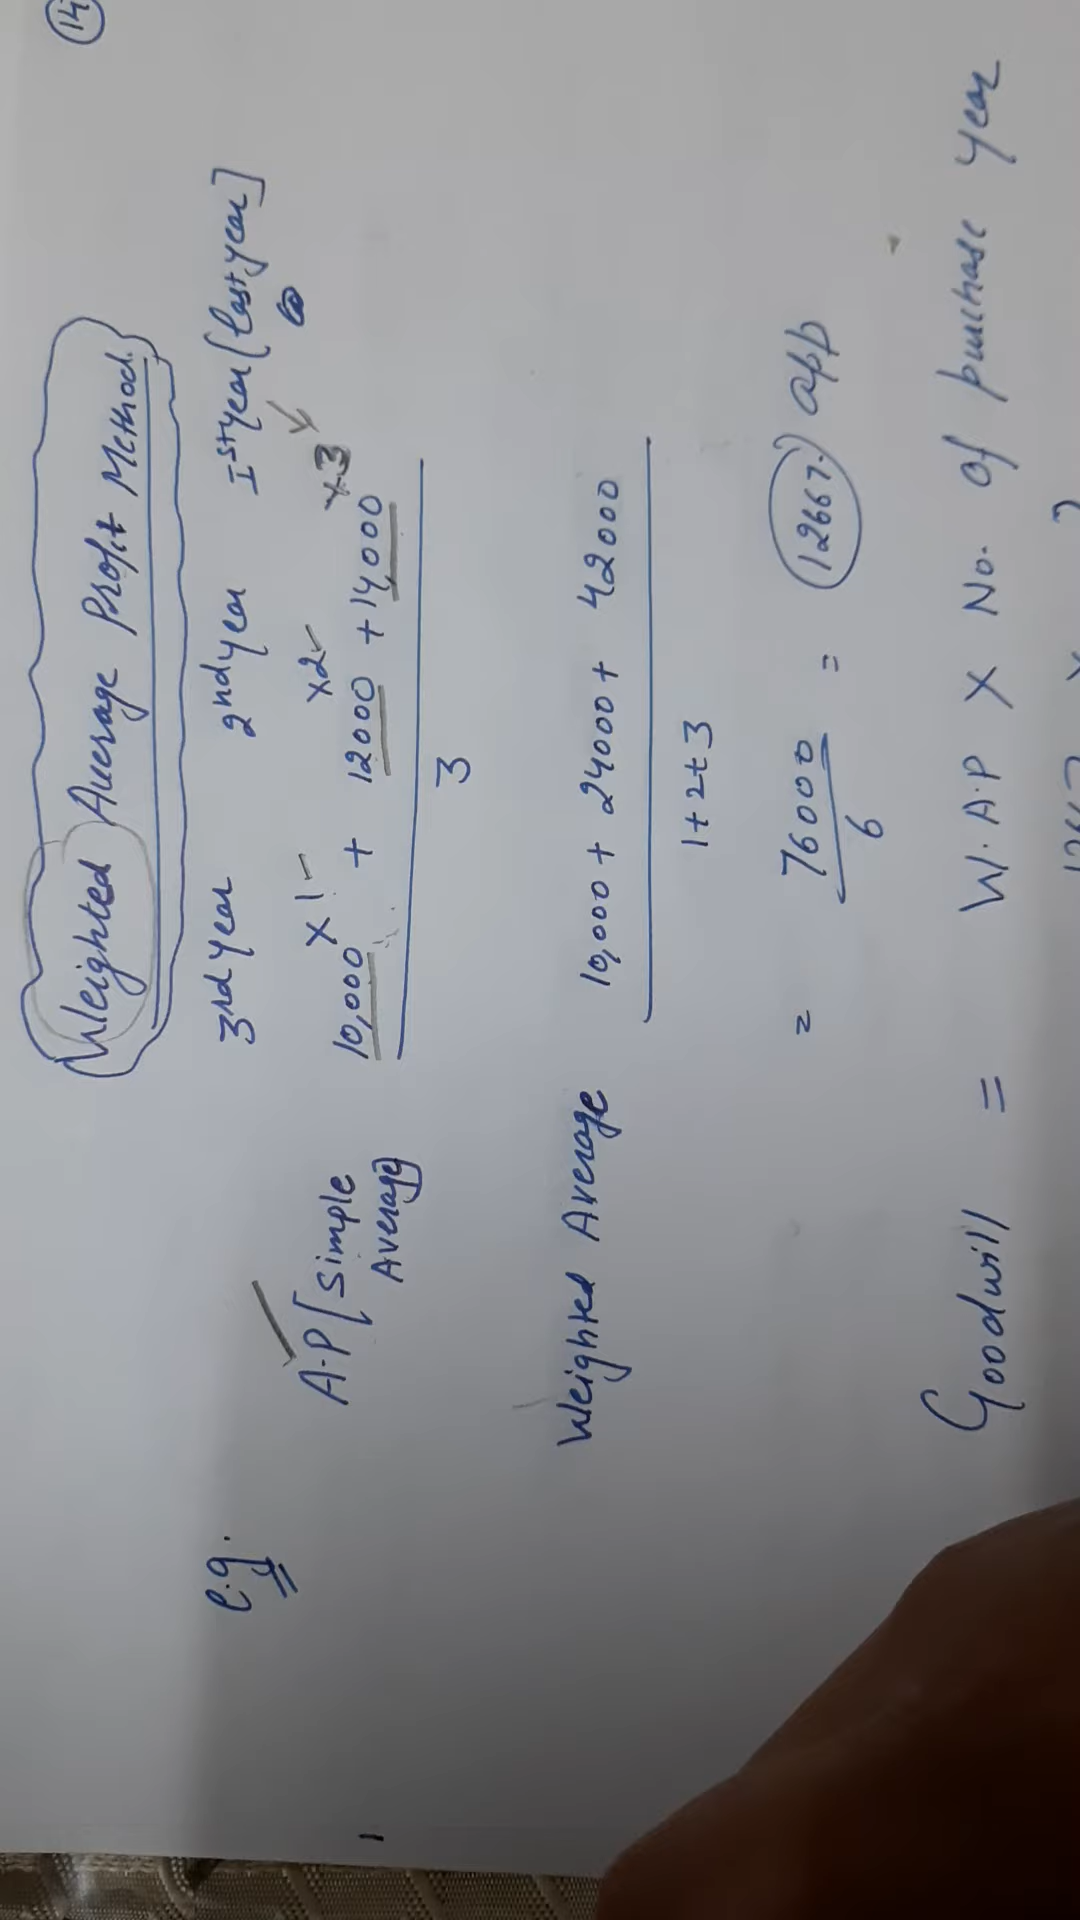 14
Weighted Average Profit Method.
e.g. 3rd year 2nd year Ist year [last year]
x1 x2 x3
A.P [Simple Average] 10,000 + 12000 + 14,000
3
Weighted Average 10,000 + 24000 + 42000
1+2+3
= 76000 = 12667. app
6
Goodwill = W.A.P X No. of purchase year